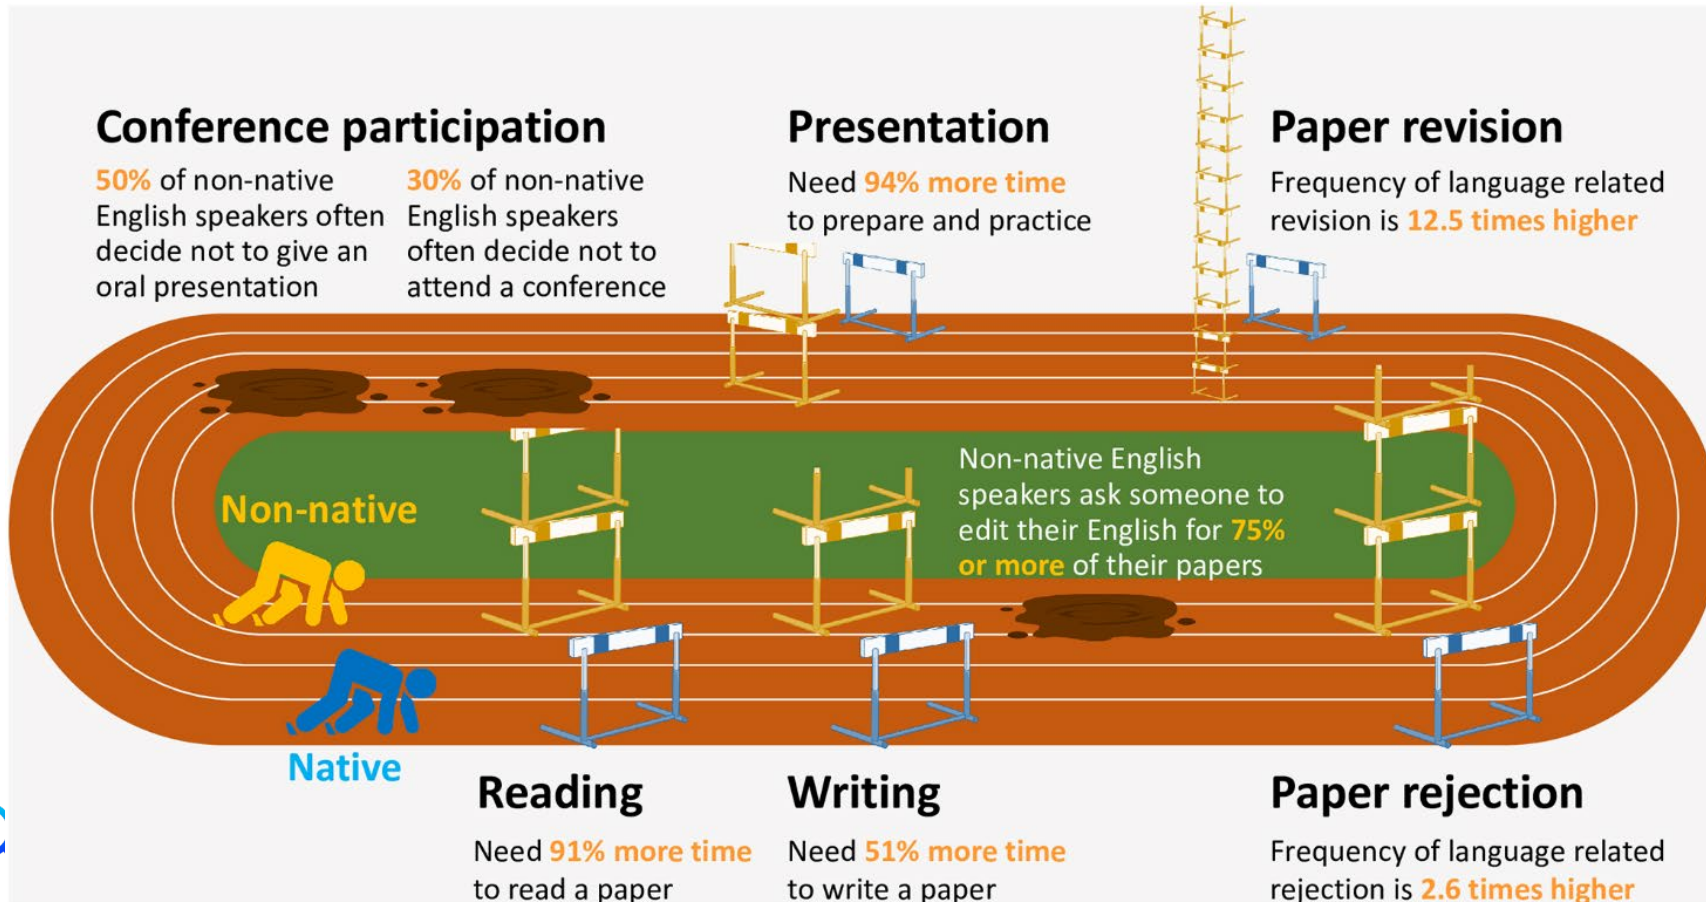 Conference participation
50% of non-native
English speakers often
decide not to give an
oral presentation
30% of non-native
English speakers
often decide not to
attend a conference
Presentation
Need 94% more time
to prepare and practice
Paper revision
Frequency of language related
revision is 12.5 times higher
Non-native English
speakers ask someone to
edit their English for 75%
or more of their papers
Non-native
Native
Reading
Need 91% more time
to read a paper
Writing
Need 51% more time
to write a paper
Paper rejection
Frequency of language related
rejection is 2.6 times higher